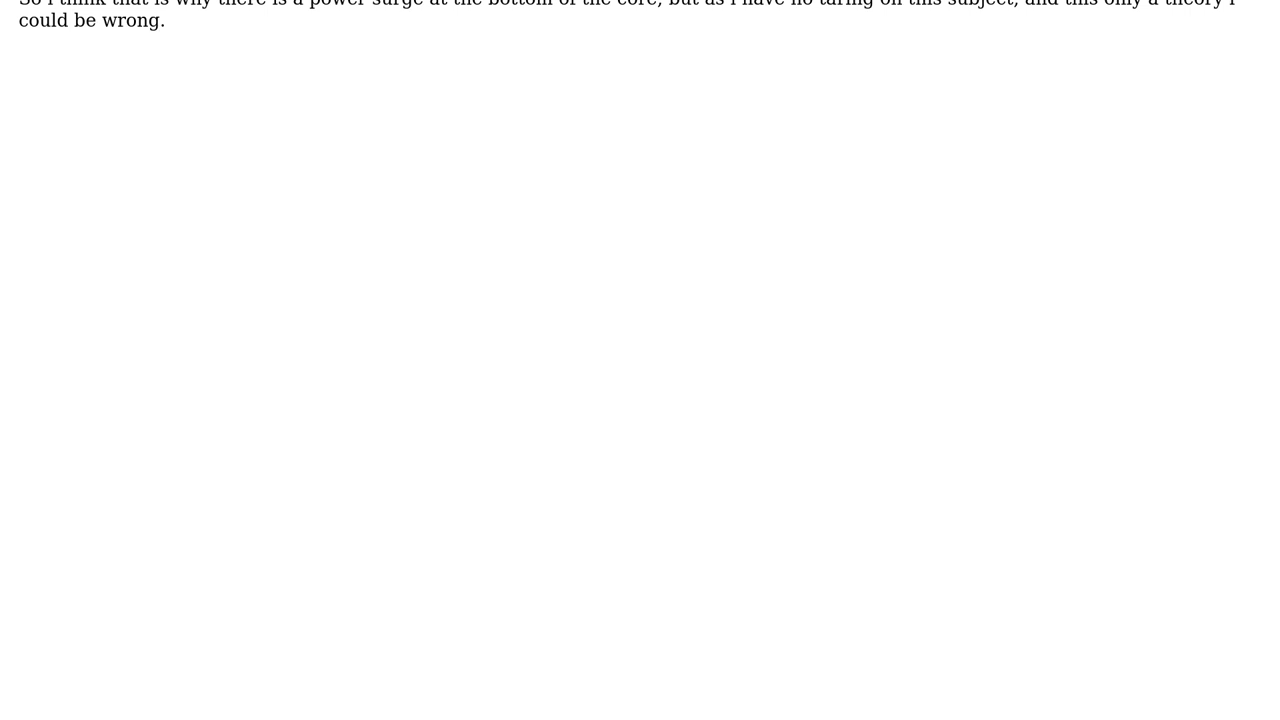 So i think that is why there is a power surge at the bottom of the core, but as i have no taring on this subject, and this only a theory i
could be wrong.